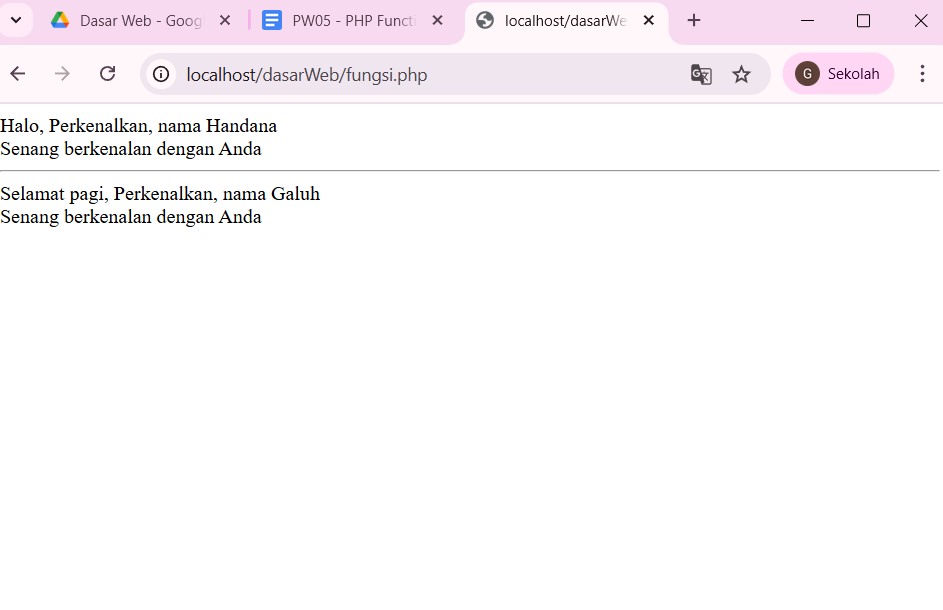 Dasar Web - Goog
PW05 - PHP Functi
localhost/dasarWe
localhost/dasarWeb/fungsi.php
G Sekolah
Halo, Perkenalkan, nama Handana
Senang berkenalan dengan Anda
Selamat pagi, Perkenalkan, nama Galuh
Senang berkenalan dengan Anda